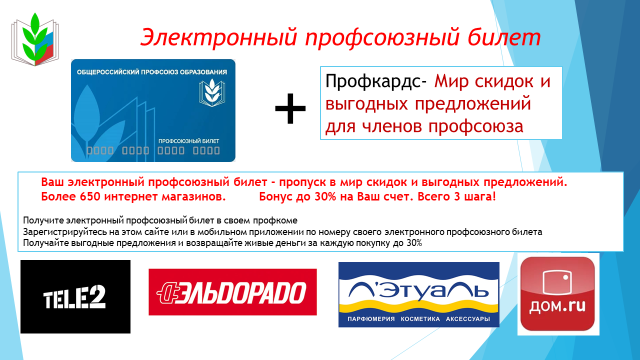 Электронный профсоюзный билет
ОБЩЕРОССИЙСКИЙ ПРОФСОЮЗ ОБРАЗОВАНИЯ
ПРОФСОЮЗНЫЙ БИЛЕТ
0000 0000 0000 0000
+
Профкардс- Мир скидок и
выгодных предложений
для членов профсоюза
Ваш электронный профсоюзный билет – пропуск в мир скидок и выгодных предложений.
Более 650 интернет магазинов. Бонус до 30% на Ваш счет. Всего 3 шага!
Получите электронный профсоюзный билет в своем профкоме
Зарегистрируйтесь на этом сайте или в мобильном приложении по номеру своего электронного профсоюзного билета
Получайте выгодные предложения и возвращайте живые деньги за каждую покупку до 30%
TELE2
ЭЛЬДОРАДО
Л'ЭТУАЛЬ
ПАРФЮМЕРИЯ КОСМЕТИКА АКСЕССУАРЫ
дом.ru